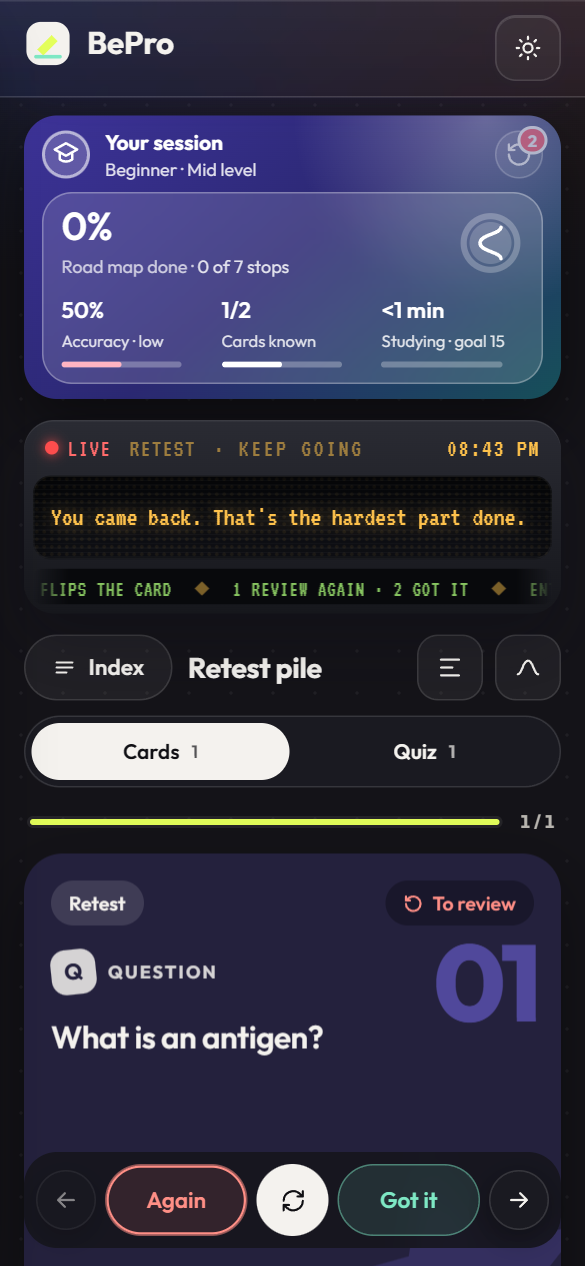 BePro
Your session
2
Beginner · Mid level
0%
Road map done · 0 of 7 stops
50%
1/2
<1 min
Accuracy · low
Cards known
Studying · goal 15
LIVE RETEST · KEEP GOING
08:43 PM
You came back. That's the hardest part done.
FLIPS THE CARD ◆ 1 REVIEW AGAIN · 2 GOT IT ◆ EN
Index
Retest pile
Cards 1
Quiz 1
1/1
Retest
To review
Q QUESTION
01
What is an antigen?
Again
Got it